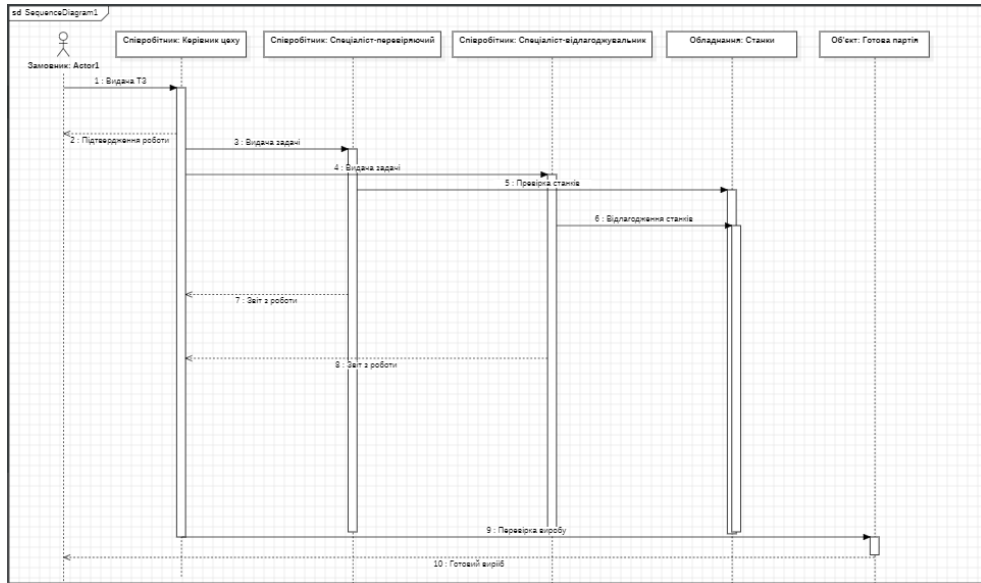 sd SequenceDiagram1
Замовник: Actor1
Співробітник: Керівник цеху
Співробітник: Спеціаліст-перевіряючий
Співробітник: Спеціаліст-відлагоджувальник
Обладнання: Станки
Об'єкт: Готова партія
1 : Видача ТЗ
2 : Підтвердження роботи
3 : Видача задачі
4 : Видача задачі
5 : Превірка станків
6 : Відлагодження станків
7 : Звіт з роботи
8 : Звіт з роботи
9 : Перевірка виробу
10 : Готовий виріб